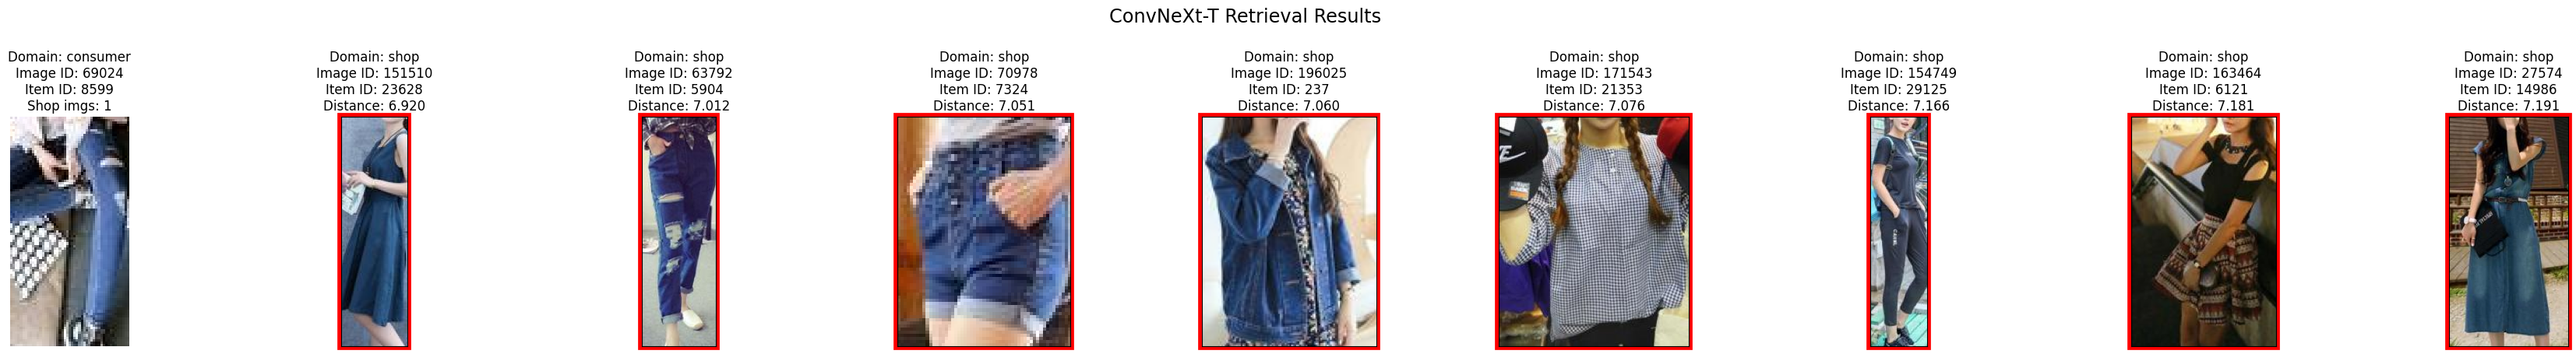 ConvNeXt-T Retrieval Results
Domain: consumer
Image ID: 69024
Item ID: 8599
Shop imgs: 1
Domain: shop
Image ID: 151510
Item ID: 23628
Distance: 6.920
Domain: shop
Image ID: 63792
Item ID: 5904
Distance: 7.012
Domain: shop
Image ID: 70978
Item ID: 7324
Distance: 7.051
Domain: shop
Image ID: 196025
Item ID: 237
Distance: 7.060
Domain: shop
Image ID: 171543
Item ID: 21353
Distance: 7.076
Domain: shop
Image ID: 154749
Item ID: 29125
Distance: 7.166
Domain: shop
Image ID: 163464
Item ID: 6121
Distance: 7.181
Domain: shop
Image ID: 27574
Item ID: 14986
Distance: 7.191